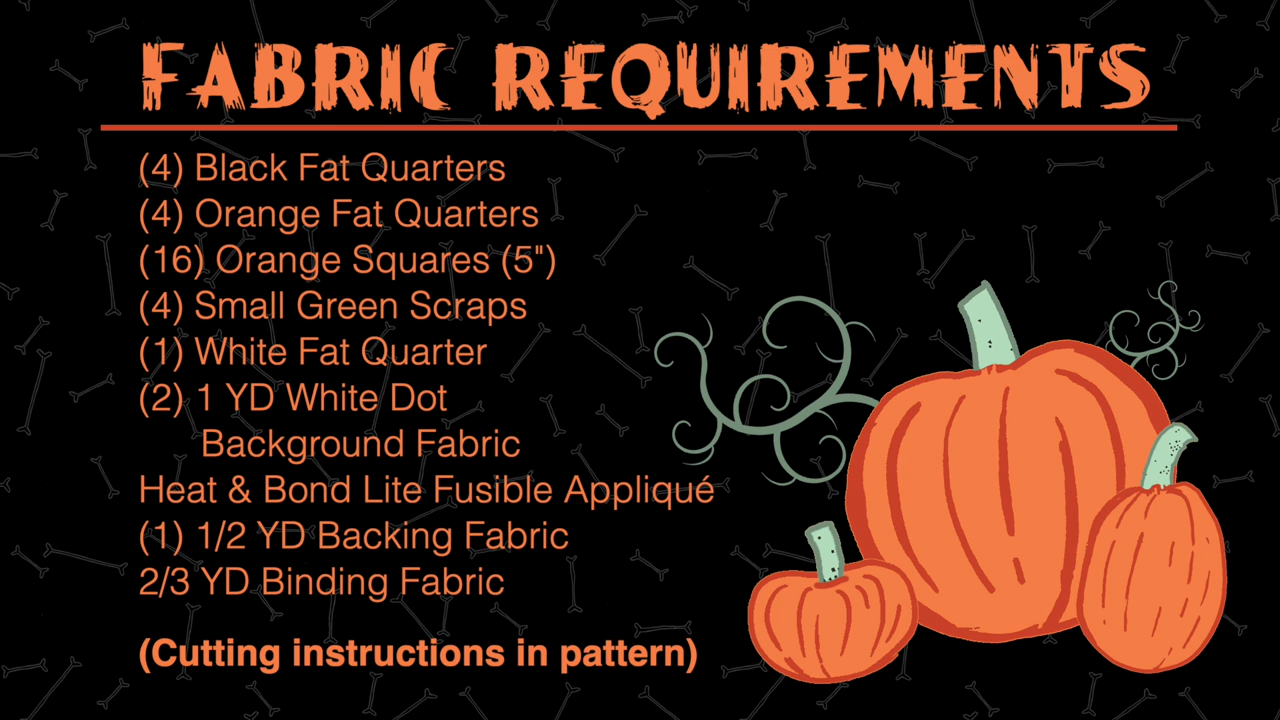 FABRIC REQUIREMENTS
(4) Black Fat Quarters
(4) Orange Fat Quarters
(16) Orange Squares (5")
(4) Small Green Scraps
(1) White Fat Quarter
(2) 1 YD White Dot
Background Fabric
Heat & Bond Lite Fusible Appliqué
(1) 1/2 YD Backing Fabric
2/3 YD Binding Fabric
(Cutting instructions in pattern)